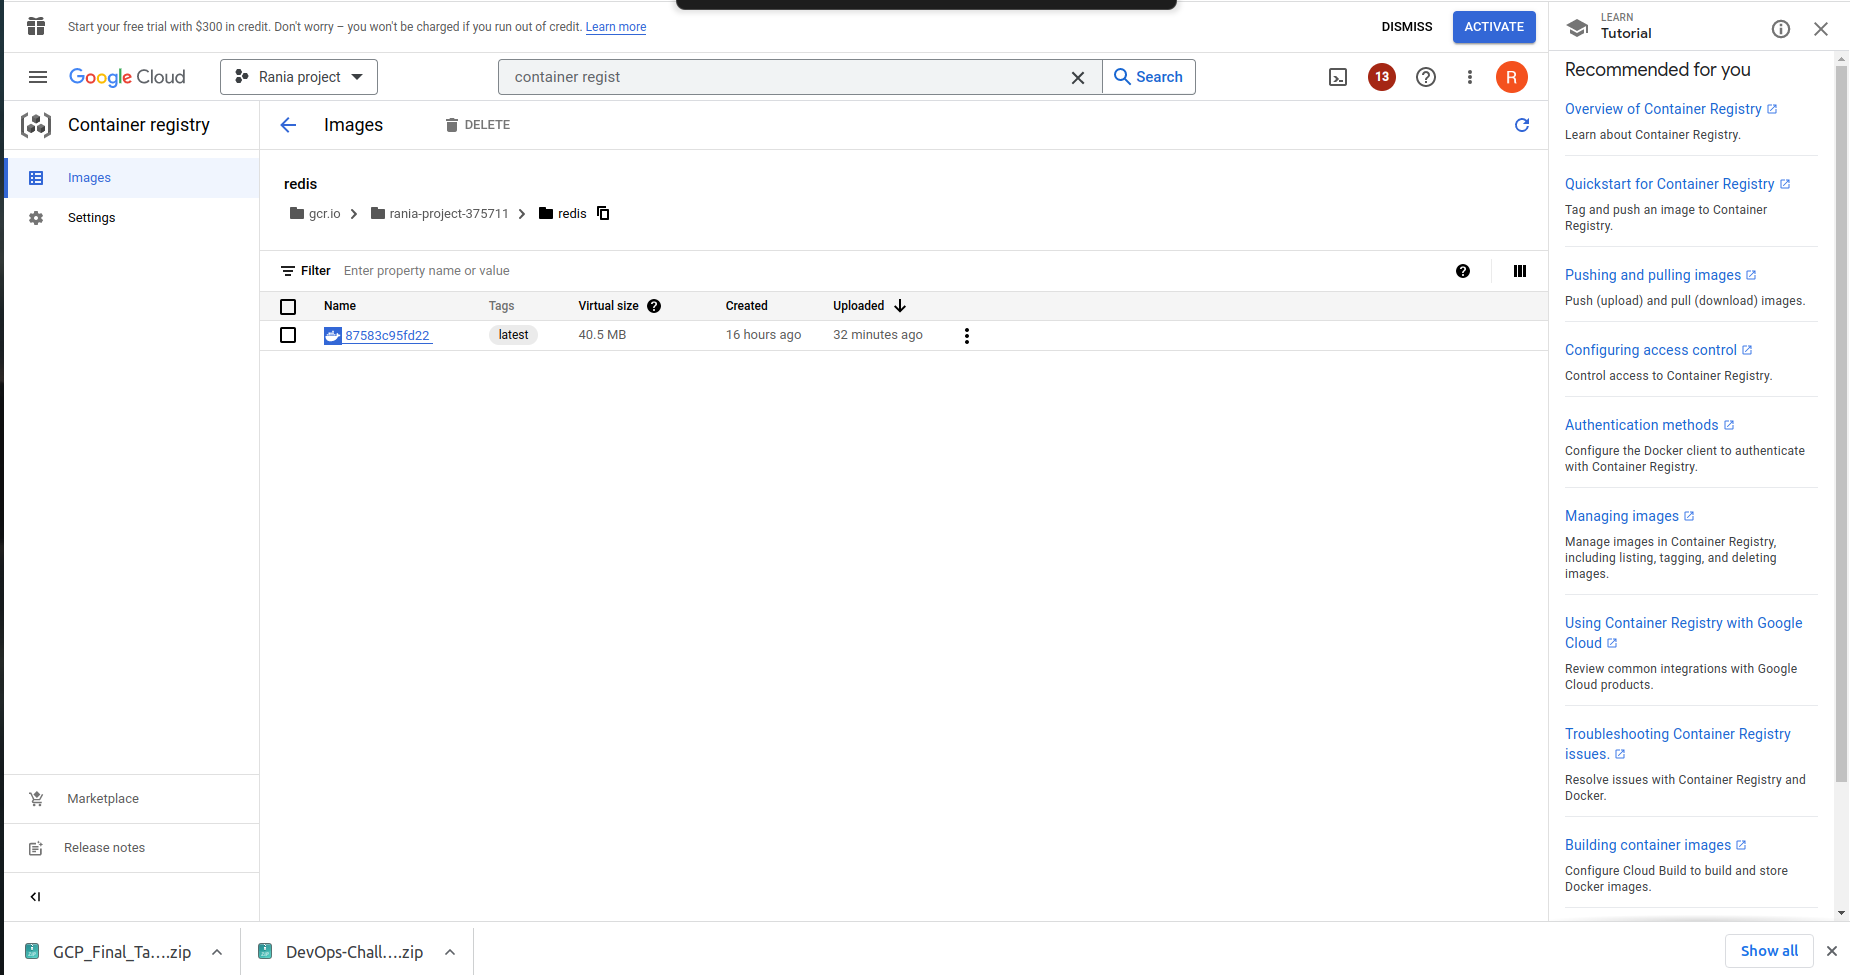 Start your free trial with $300 in credit. Don't worry – you won't be charged if you run out of credit. Learn more
DISMISS
ACTIVATE
Google Cloud
Rania project
container regist
Search
13
R
Container registry
Images
Settings
Marketplace
Release notes
Images
DELETE
redis
gcr.io
rania-project-375711
redis
Filter
Enter property name or value
Name Tags Virtual size Created Uploaded
87583c95fd22 latest 40.5 MB 16 hours ago 32 minutes ago
LEARN
Tutorial
Recommended for you
Overview of Container Registry
Learn about Container Registry.
Quickstart for Container Registry
Tag and push an image to Container
Registry.
Pushing and pulling images
Push (upload) and pull (download) images.
Configuring access control
Control access to Container Registry.
Authentication methods
Configure the Docker client to authenticate
with Container Registry.
Managing images
Manage images in Container Registry,
including listing, tagging, and deleting
images.
Using Container Registry with Google
Cloud
Review common integrations with Google
Cloud products.
Troubleshooting Container Registry
issues.
Resolve issues with Container Registry and
Docker.
Building container images
Configure Cloud Build to build and store
Docker images.
GCP_Final_Ta....zip
DevOps-Chall....zip
Show all